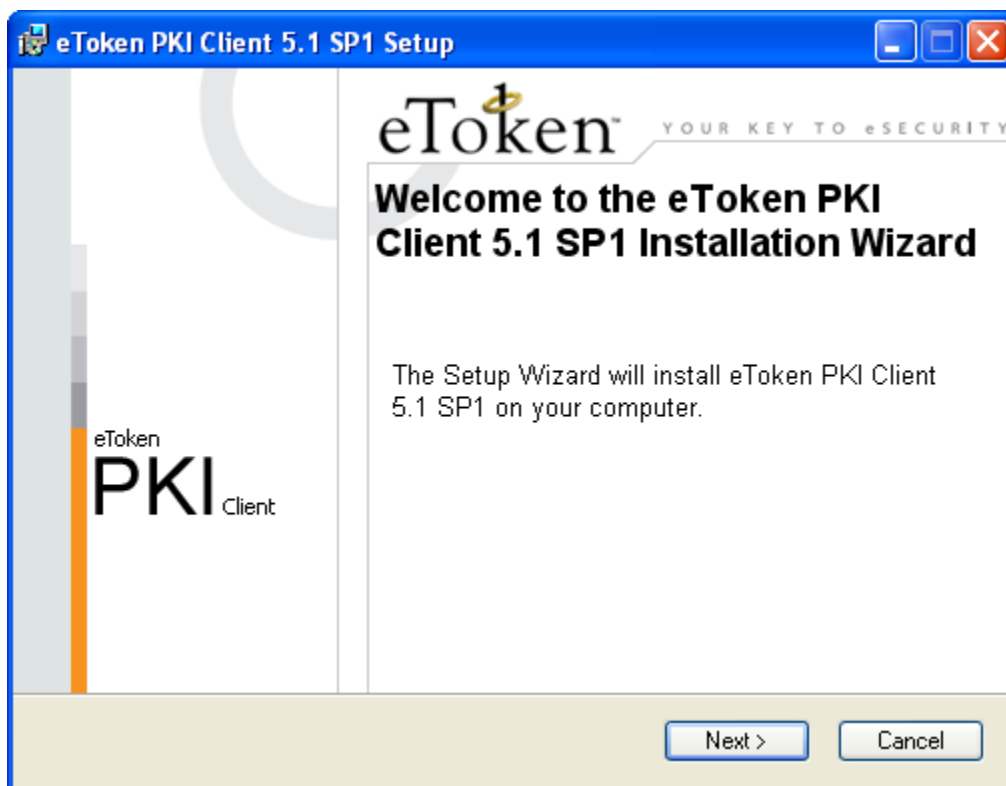 eToken PKI Client 5.1 SP1 Setup
eToken™ YOUR KEY TO eSECURITY
Welcome to the eToken PKI
Client 5.1 SP1 Installation Wizard
The Setup Wizard will install eToken PKI Client
5.1 SP1 on your computer.
eToken
PKI Client
Next >
Cancel